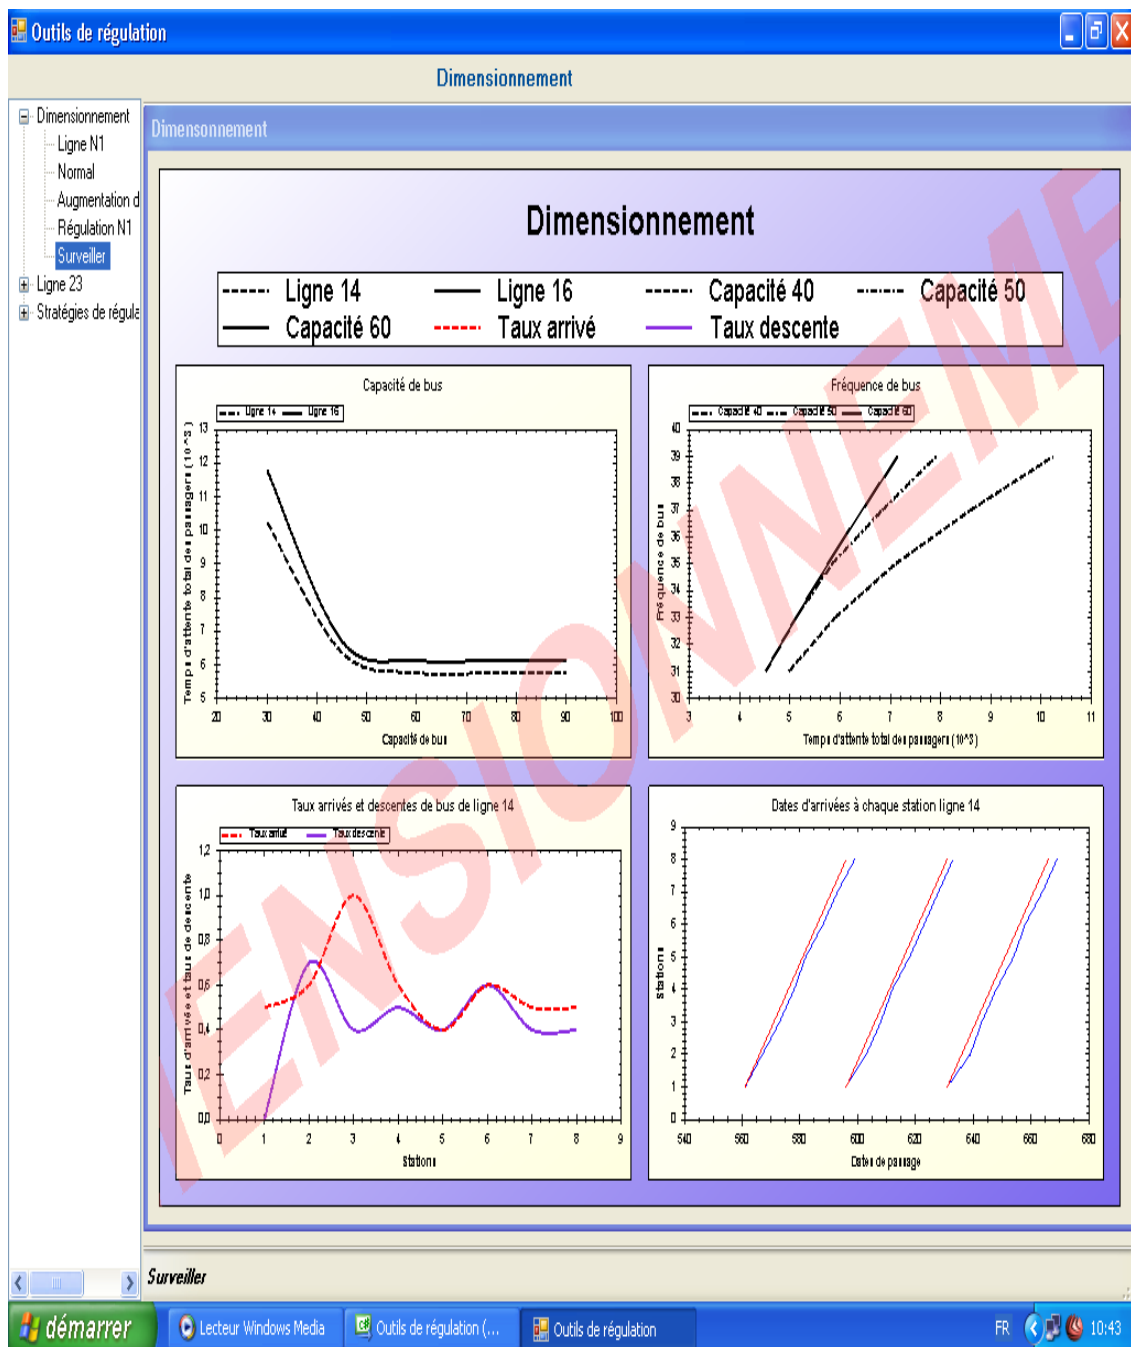 Outils de régulation
Dimensionnement
Dimensionnement
Ligne N1
Normal
Augmentation d
Régulation N1
Surveiller
Ligne 23
Stratégies de régula
Dimensonnement
Dimensionnement
Ligne 14 Ligne 16 Capacité 40 Capacité 50
Capacité 60 Taux arrivé Taux descente
Capacité de bus
Ligne 14 Ligne 16
Temps d'attente total des passagers (10^3)
13
12
11
10
9
8
7
6
5
20 30 40 50 60 70 80 90 100
Capacité de bus
Fréquence de bus
Capacité 40 Capacité 50 Capacité 60
Fréquence de bus
40
39
38
37
36
35
34
33
32
31
30
3 4 5 6 7 8 9 10 11
Temps d'attente total des passagers (10^3)
Taux arrivés et descentes de bus de ligne 14
Taux arrivé Taux descente
Taux d'arrivée et taux de descente
1,2
1,0
0,8
0,6
0,4
0,2
0,0
0 1 2 3 4 5 6 7 8 9
Stations
Dates d'arrivées à chaque station ligne 14
Stations
9
8
7
6
5
4
3
2
1
0
540 560 580 600 620 640 660 680
Dates de passage
ENSIONNEME
Surveiller
démarrer
Lecteur Windows Media
Outils de régulation (...
Outils de régulation
FR
10:43